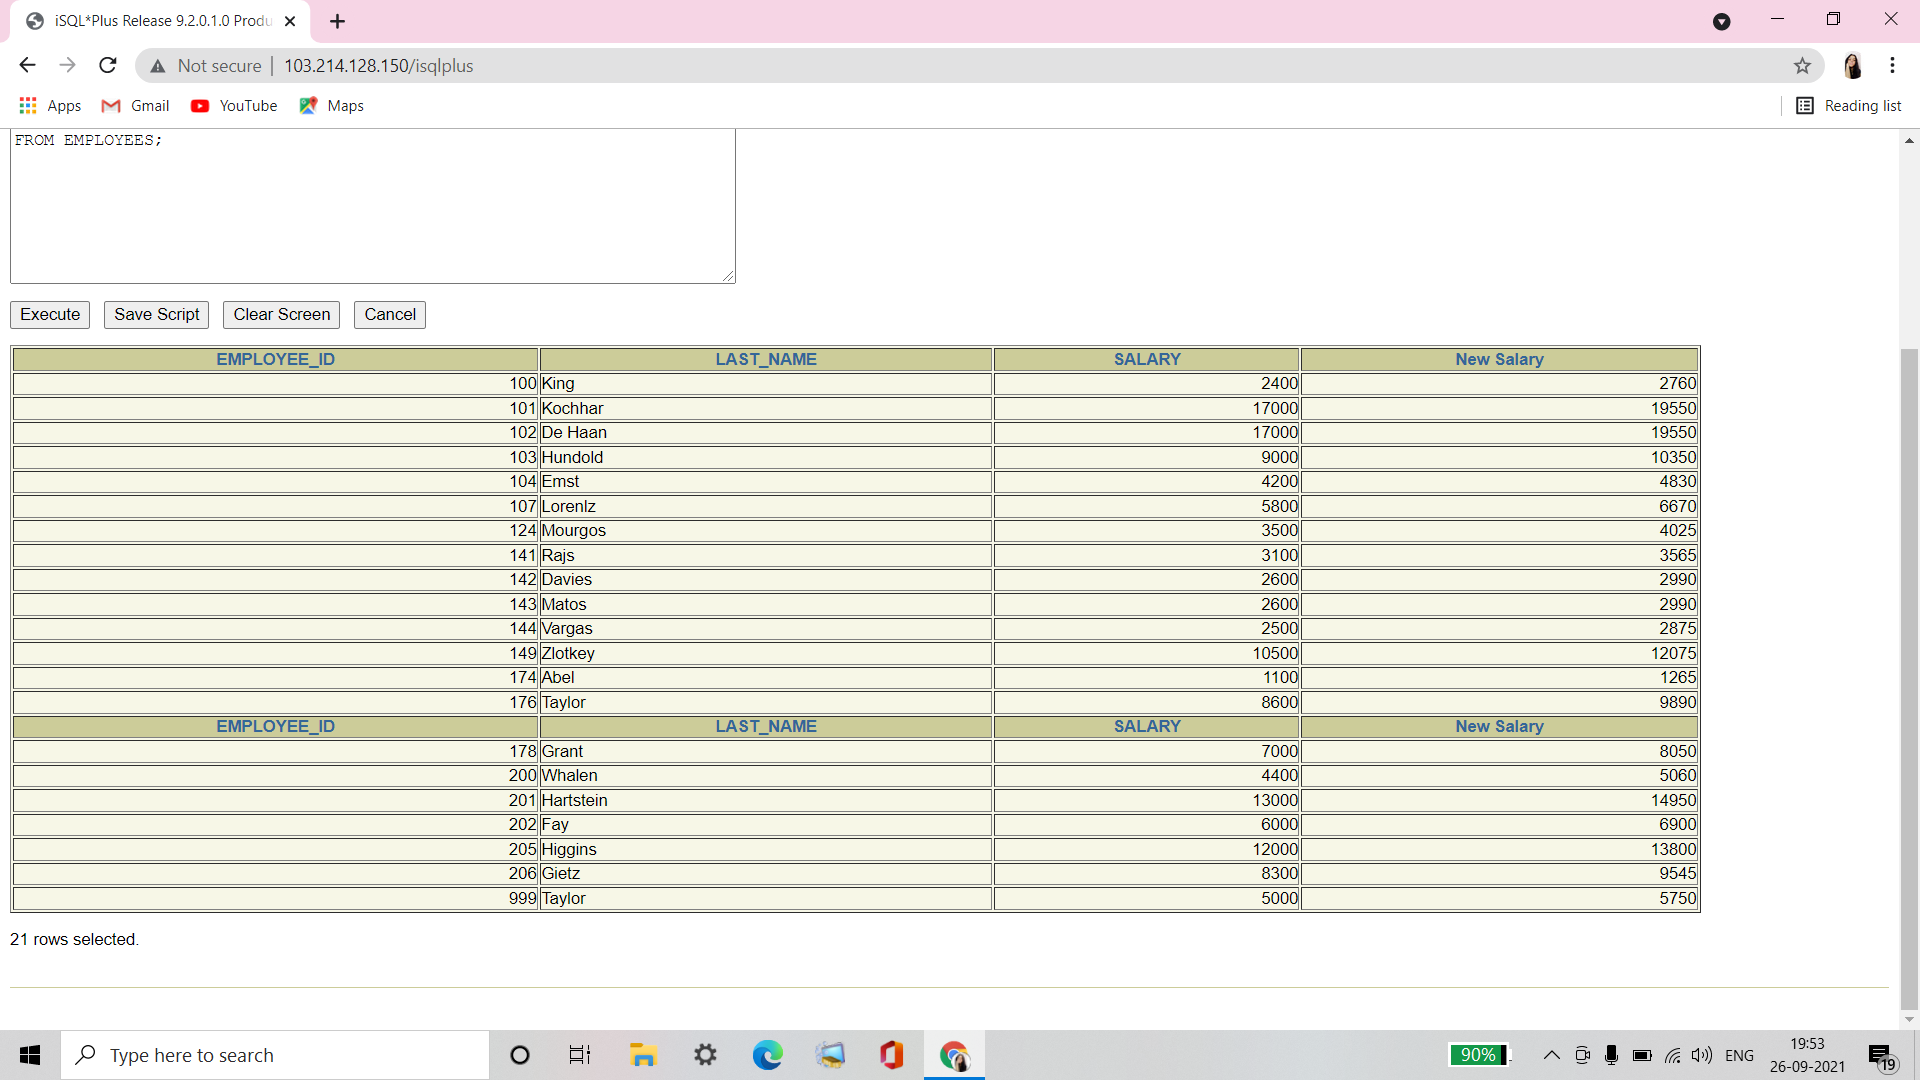 iSQL*Plus Release 9.2.0.1.0 Produ
Not secure | 103.214.128.150/isqlplus
Apps Gmail YouTube Maps Reading list
FROM EMPLOYEES;
Execute Save Script Clear Screen Cancel
EMPLOYEE_ID LAST_NAME SALARY New Salary
100 King 2400 2760
101 Kochhar 17000 19550
102 De Haan 17000 19550
103 Hundold 9000 10350
104 Emst 4200 4830
107 Lorenlz 5800 6670
124 Mourgos 3500 4025
141 Rajs 3100 3565
142 Davies 2600 2990
143 Matos 2600 2990
144 Vargas 2500 2875
149 Zlotkey 10500 12075
174 Abel 1100 1265
176 Taylor 8600 9890
EMPLOYEE_ID LAST_NAME SALARY New Salary
178 Grant 7000 8050
200 Whalen 4400 5060
201 Hartstein 13000 14950
202 Fay 6000 6900
205 Higgins 12000 13800
206 Gietz 8300 9545
999 Taylor 5000 5750
21 rows selected.
Type here to search 90% ENG 19:53
26-09-2021 19